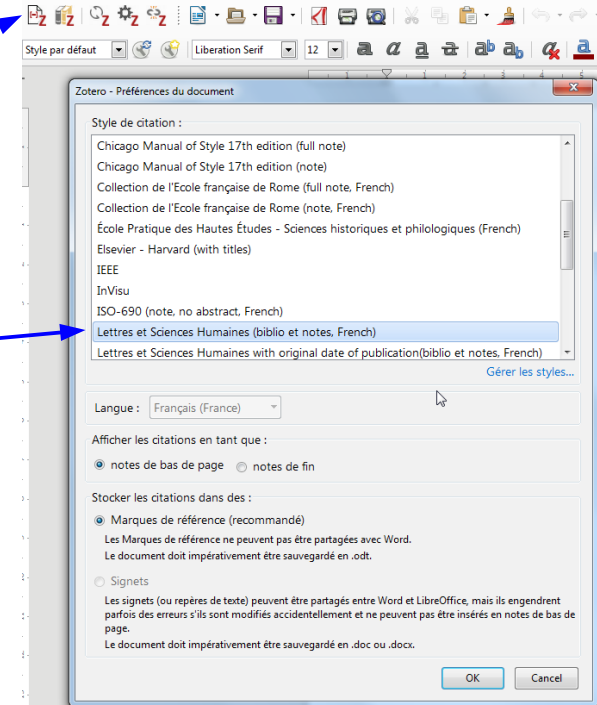 Style par défaut Liberation Serif 12
Zotero - Préférences du document
Style de citation :
Chicago Manual of Style 17th edition (full note)
Chicago Manual of Style 17th edition (note)
Collection de l'Ecole française de Rome (full note, French)
Collection de l'Ecole française de Rome (note, French)
École Pratique des Hautes Études - Sciences historiques et philologiques (French)
Elsevier - Harvard (with titles)
IEEE
InVisu
ISO-690 (note, no abstract, French)
Lettres et Sciences Humaines (biblio et notes, French)
Lettres et Sciences Humaines with original date of publication(biblio et notes, French)
Gérer les styles...
Langue : Français (France)
Afficher les citations en tant que :
notes de bas de page notes de fin
Stocker les citations dans des :
Marques de référence (recommandé)
Les Marques de référence ne peuvent pas être partagées avec Word.
Le document doit impérativement être sauvegardé en .odt.
Signets
Les signets (ou repères de texte) peuvent être partagés entre Word et LibreOffice, mais ils engendrent
parfois des erreurs s'ils sont modifiés accidentellement et ne peuvent pas être insérés en notes de bas de
page.
Le document doit impérativement être sauvegardé en .doc ou .docx.
OK Cancel